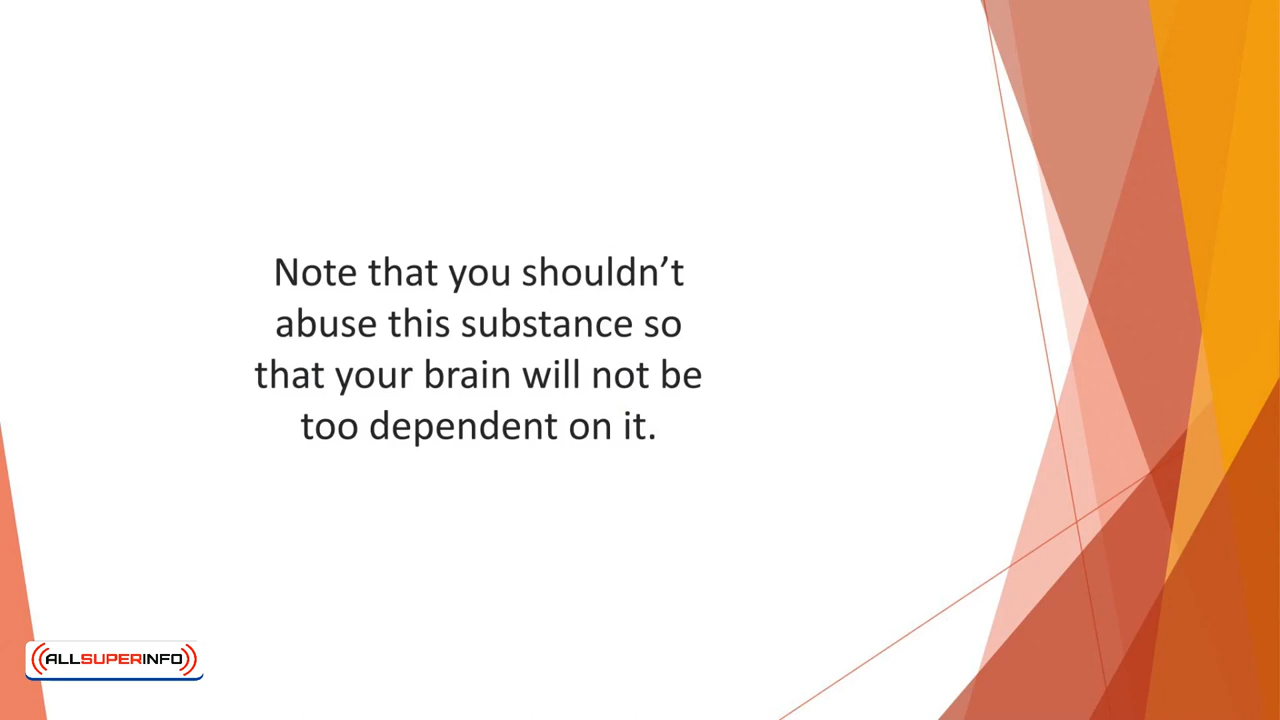 Note that you shouldn’t
abuse this substance so
that your brain will not be
too dependent on it.
ALLSUPERINFO